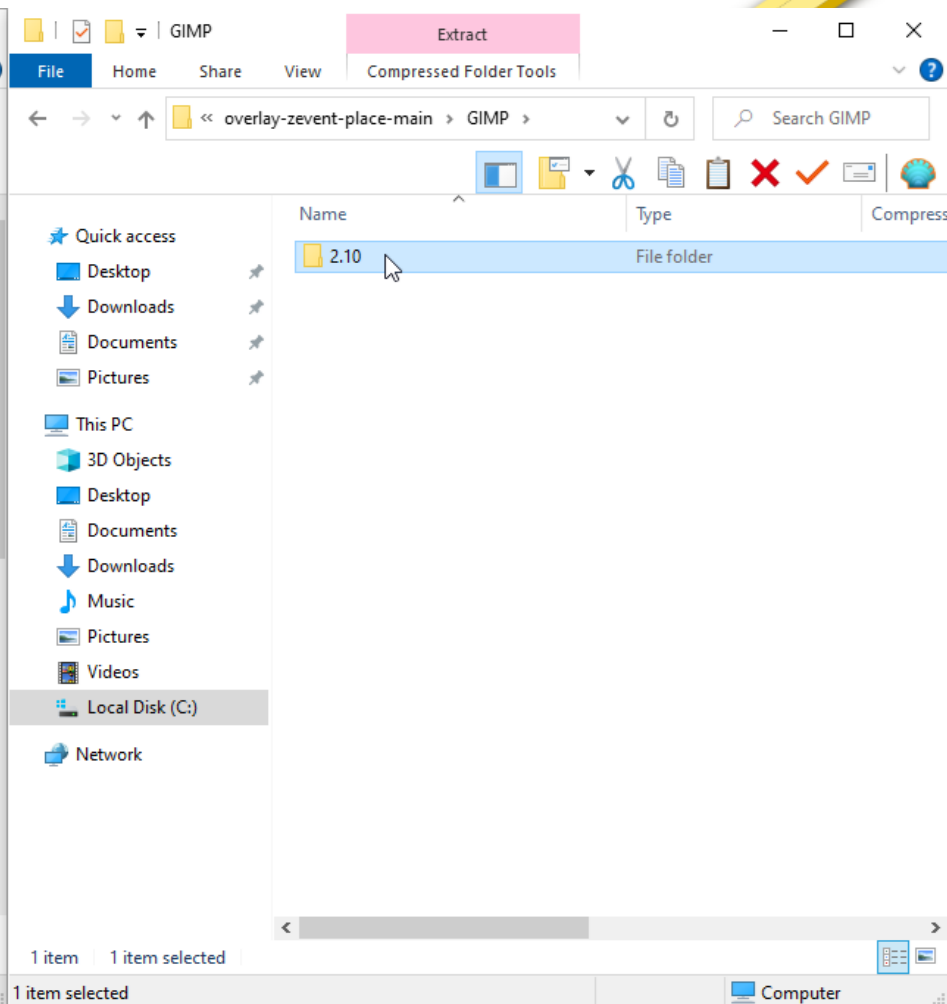 GIMP
Extract
File
Home
Share
View
Compressed Folder Tools
« overlay-zevent-place-main > GIMP >
Search GIMP
Name
Type
Compress
Quick access
Desktop
Downloads
Documents
Pictures
2.10
File folder
This PC
3D Objects
Desktop
Documents
Downloads
Music
Pictures
Videos
Local Disk (C:)
Network
1 item
1 item selected
1 item selected
Computer